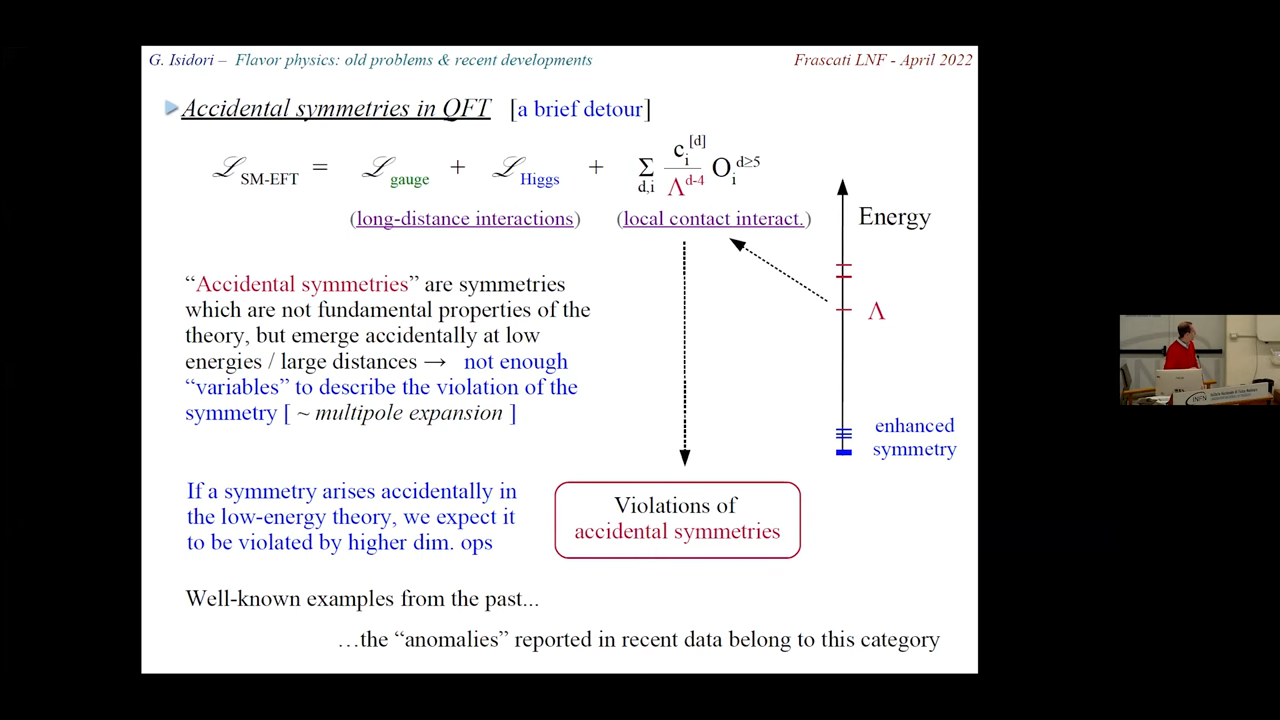 G. Isidori – Flavor physics: old problems & recent developments
Frascati LNF - April 2022
Accidental symmetries in QFT [a brief detour]
ℒ_SM-EFT = ℒ_gauge + ℒ_Higgs + Σ_d,i c_i^[d] / Λ^d-4 O_i^d≥5
(long-distance interactions) (local contact interact.)
Energy
Λ
enhanced
symmetry
“Accidental symmetries” are symmetries
which are not fundamental properties of the
theory, but emerge accidentally at low
energies / large distances → not enough
“variables” to describe the violation of the
symmetry [ ~ multipole expansion ]
If a symmetry arises accidentally in
the low-energy theory, we expect it
to be violated by higher dim. ops
Violations of
accidental symmetries
Well-known examples from the past...
…the “anomalies” reported in recent data belong to this category
INFN